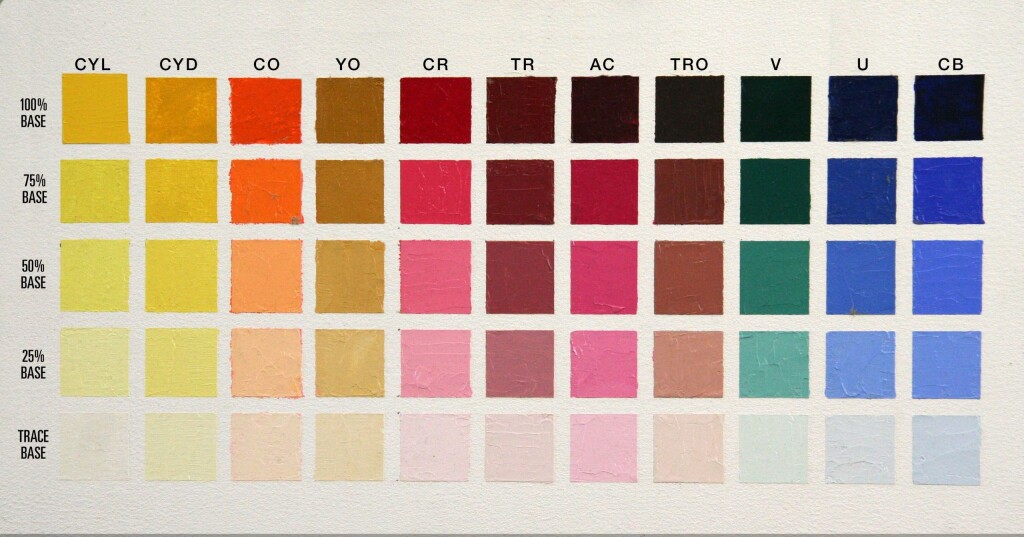 CYL CYD CO YO CR TR AC TRO V U CB
100%
BASE
75%
BASE
50%
BASE
25%
BASE
TRACE
BASE